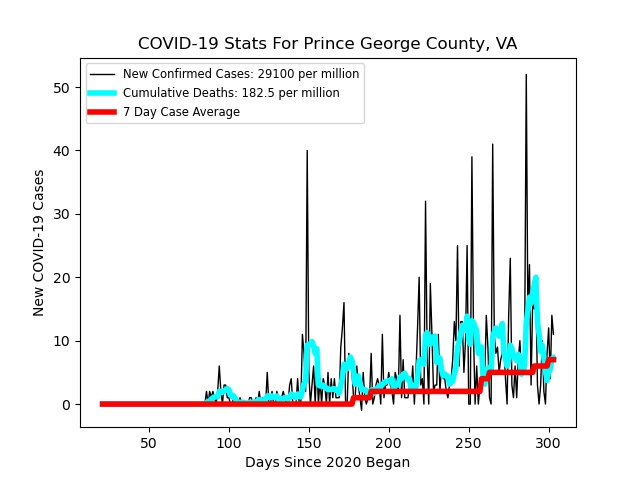 COVID-19 Stats For Prince George County, VA
New Confirmed Cases: 29100 per million
Cumulative Deaths: 182.5 per million
7 Day Case Average
50
40
30
20
10
0
New COVID-19 Cases
50 100 150 200 250 300
Days Since 2020 Began